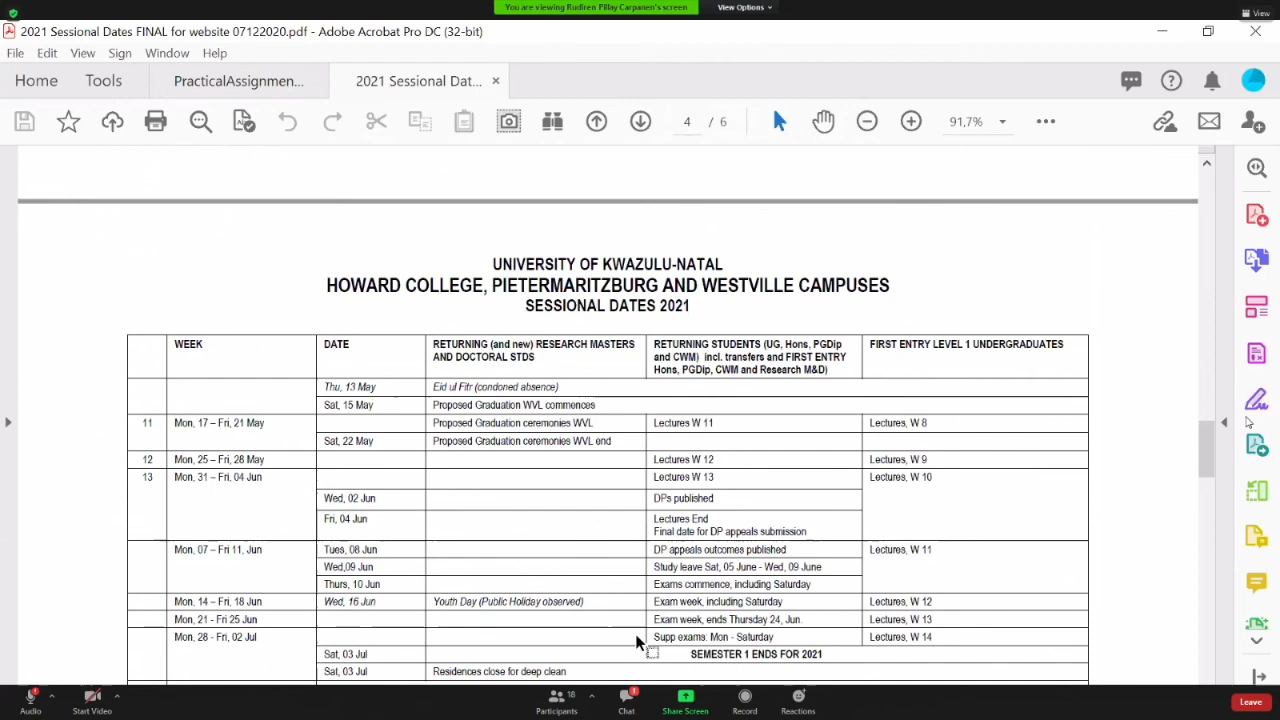 You are viewing Rudiren Pillay Carpanen's screen
View Options
View
2021 Sessional Dates FINAL for website 07122020.pdf - Adobe Acrobat Pro DC (32-bit)
File Edit View Sign Window Help
Home Tools PracticalAssignmen... 2021 Sessional Dat... ×
4 / 6 91,7%
UNIVERSITY OF KWAZULU-NATAL
HOWARD COLLEGE, PIETERMARITZBURG AND WESTVILLE CAMPUSES
SESSIONAL DATES 2021
WEEK DATE RETURNING (and new) RESEARCH MASTERS RETURNING STUDENTS (UG, Hons, PGDip FIRST ENTRY LEVEL 1 UNDERGRADUATES
AND DOCTORAL STDS and CWM) incl. transfers and FIRST ENTRY
Hons, PGDip, CWM and Research M&D)
Thu, 13 May Eid ul Fitr (condoned absence)
Sat, 15 May Proposed Graduation WVL commences
11 Mon, 17 – Fri, 21 May Proposed Graduation ceremonies WVL Lectures W 11 Lectures, W 8
Sat, 22 May Proposed Graduation ceremonies WVL end
12 Mon, 25 – Fri, 28 May Lectures W 12 Lectures, W 9
13 Mon, 31 – Fri, 04 Jun Lectures W 13 Lectures, W 10
Wed, 02 Jun DPs published
Fri, 04 Jun Lectures End
Final date for DP appeals submission
Mon, 07 – Fri 11, Jun Tues, 08 Jun DP appeals outcomes published Lectures, W 11
Wed,09 Jun Study leave Sat, 05 June - Wed, 09 June
Thurs, 10 Jun Exams commence, including Saturday
Mon, 14 – Fri, 18 Jun Wed, 16 Jun Youth Day (Public Holiday observed) Exam week, including Saturday Lectures, W 12
Mon, 21 - Fri 25 Jun Exam week, ends Thursday 24, Jun. Lectures, W 13
Mon, 28 - Fri, 02 Jul Supp exams: Mon - Saturday Lectures, W 14
Sat, 03 Jul SEMESTER 1 ENDS FOR 2021
Sat, 03 Jul Residences close for deep clean
Audio Start Video Participants 18 Chat 1 Share Screen Record Reactions Leave